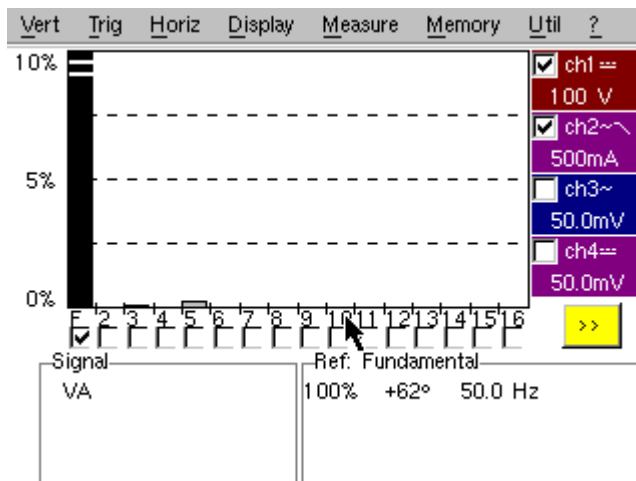 Vert Trig Horiz Display Measure Memory Util ?
10% ch1
100 V
ch2~
5% 500mA
ch3~
50.0mV
ch4
0% 50.0mV
F 2 3 4 5 6 7 8 9 10 11 12 13 14 15 16 >>
Signal Ref: Fundamental
VA 100% +62º 50.0 Hz